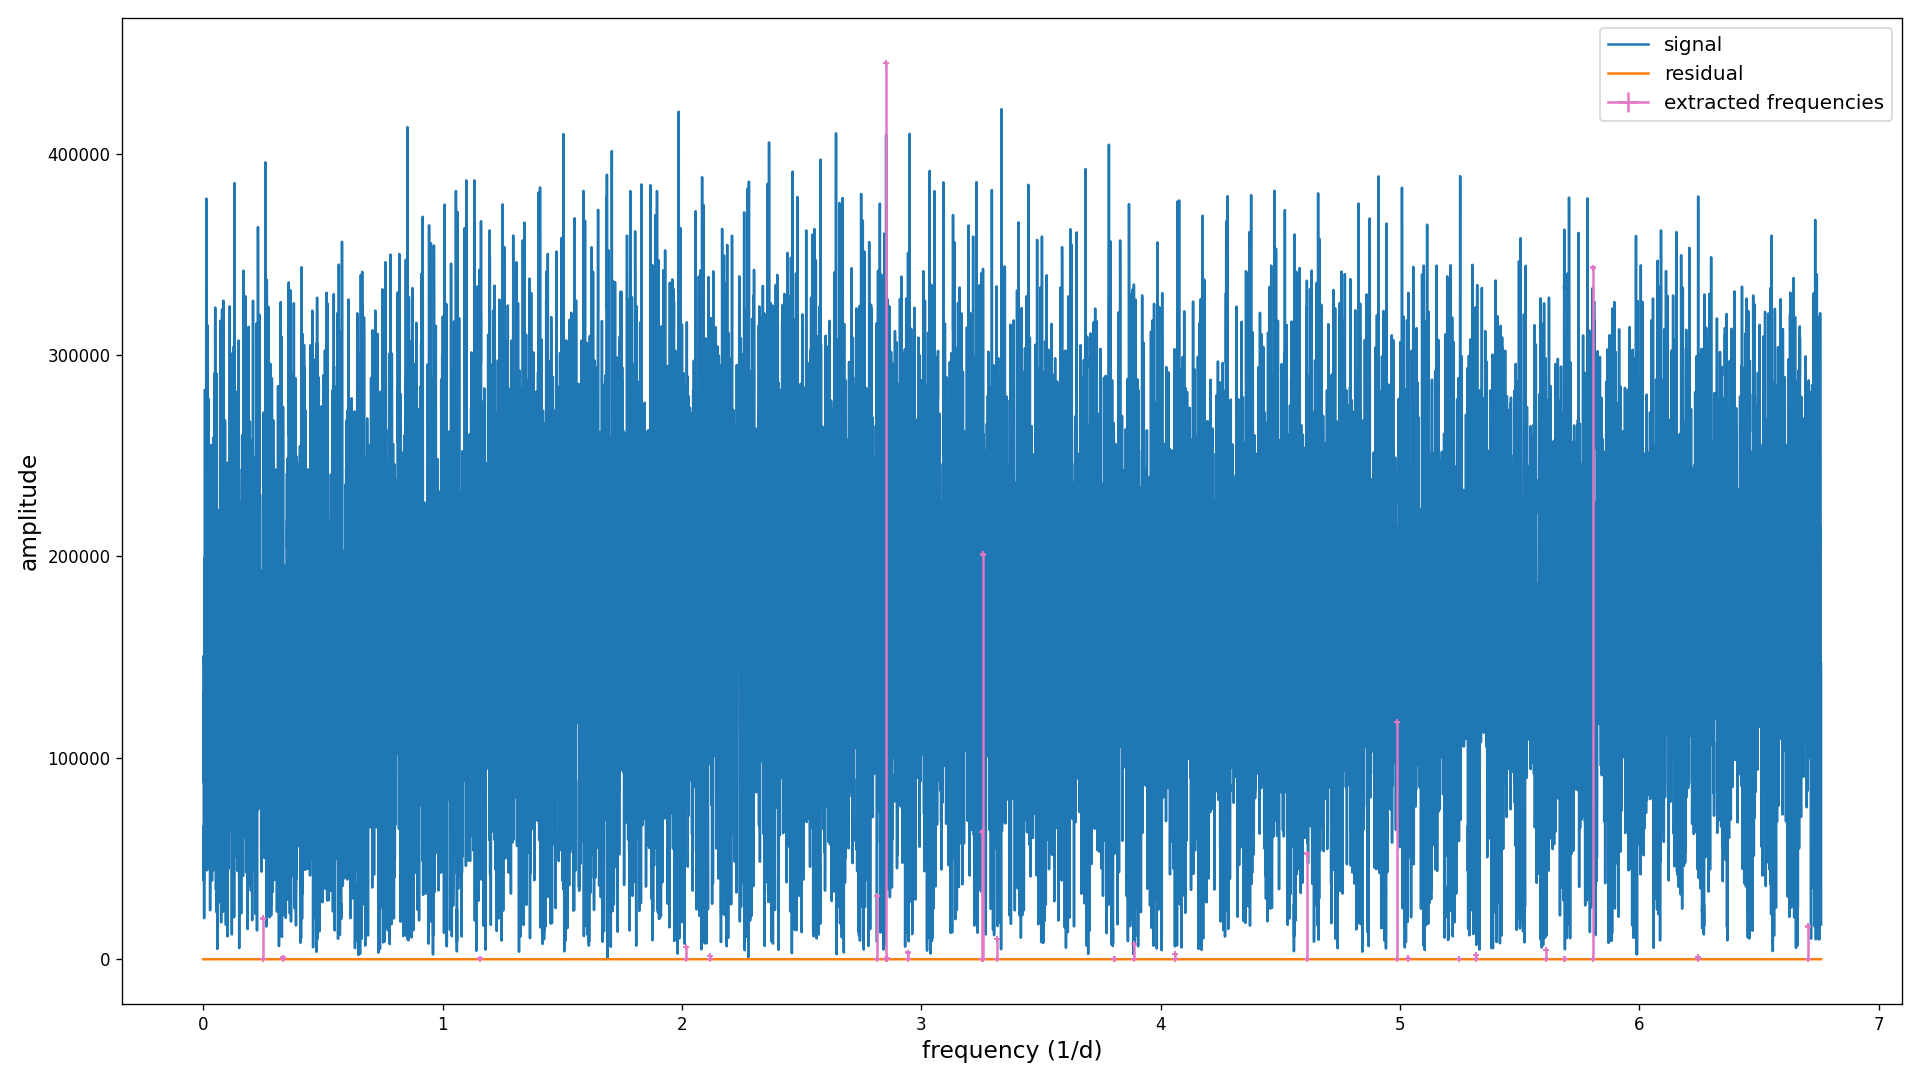 signal
residual
extracted frequencies
amplitude
400000
300000
200000
100000
0
0 1 2 3 4 5 6 7
frequency (1/d)